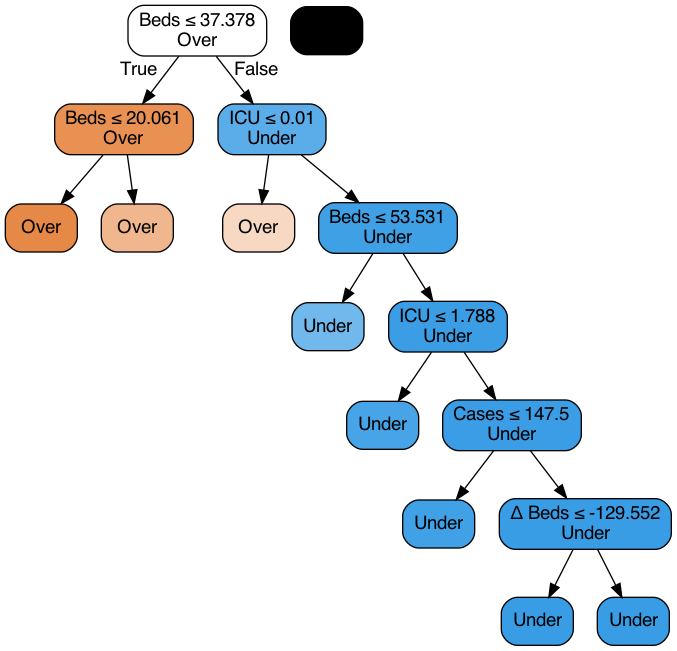 Beds ≤ 37.378
Over
True
False
Beds ≤ 20.061
Over
ICU ≤ 0.01
Under
Over
Over
Over
Beds ≤ 53.531
Under
Under
ICU ≤ 1.788
Under
Under
Cases ≤ 147.5
Under
Under
Δ Beds ≤ -129.552
Under
Under
Under